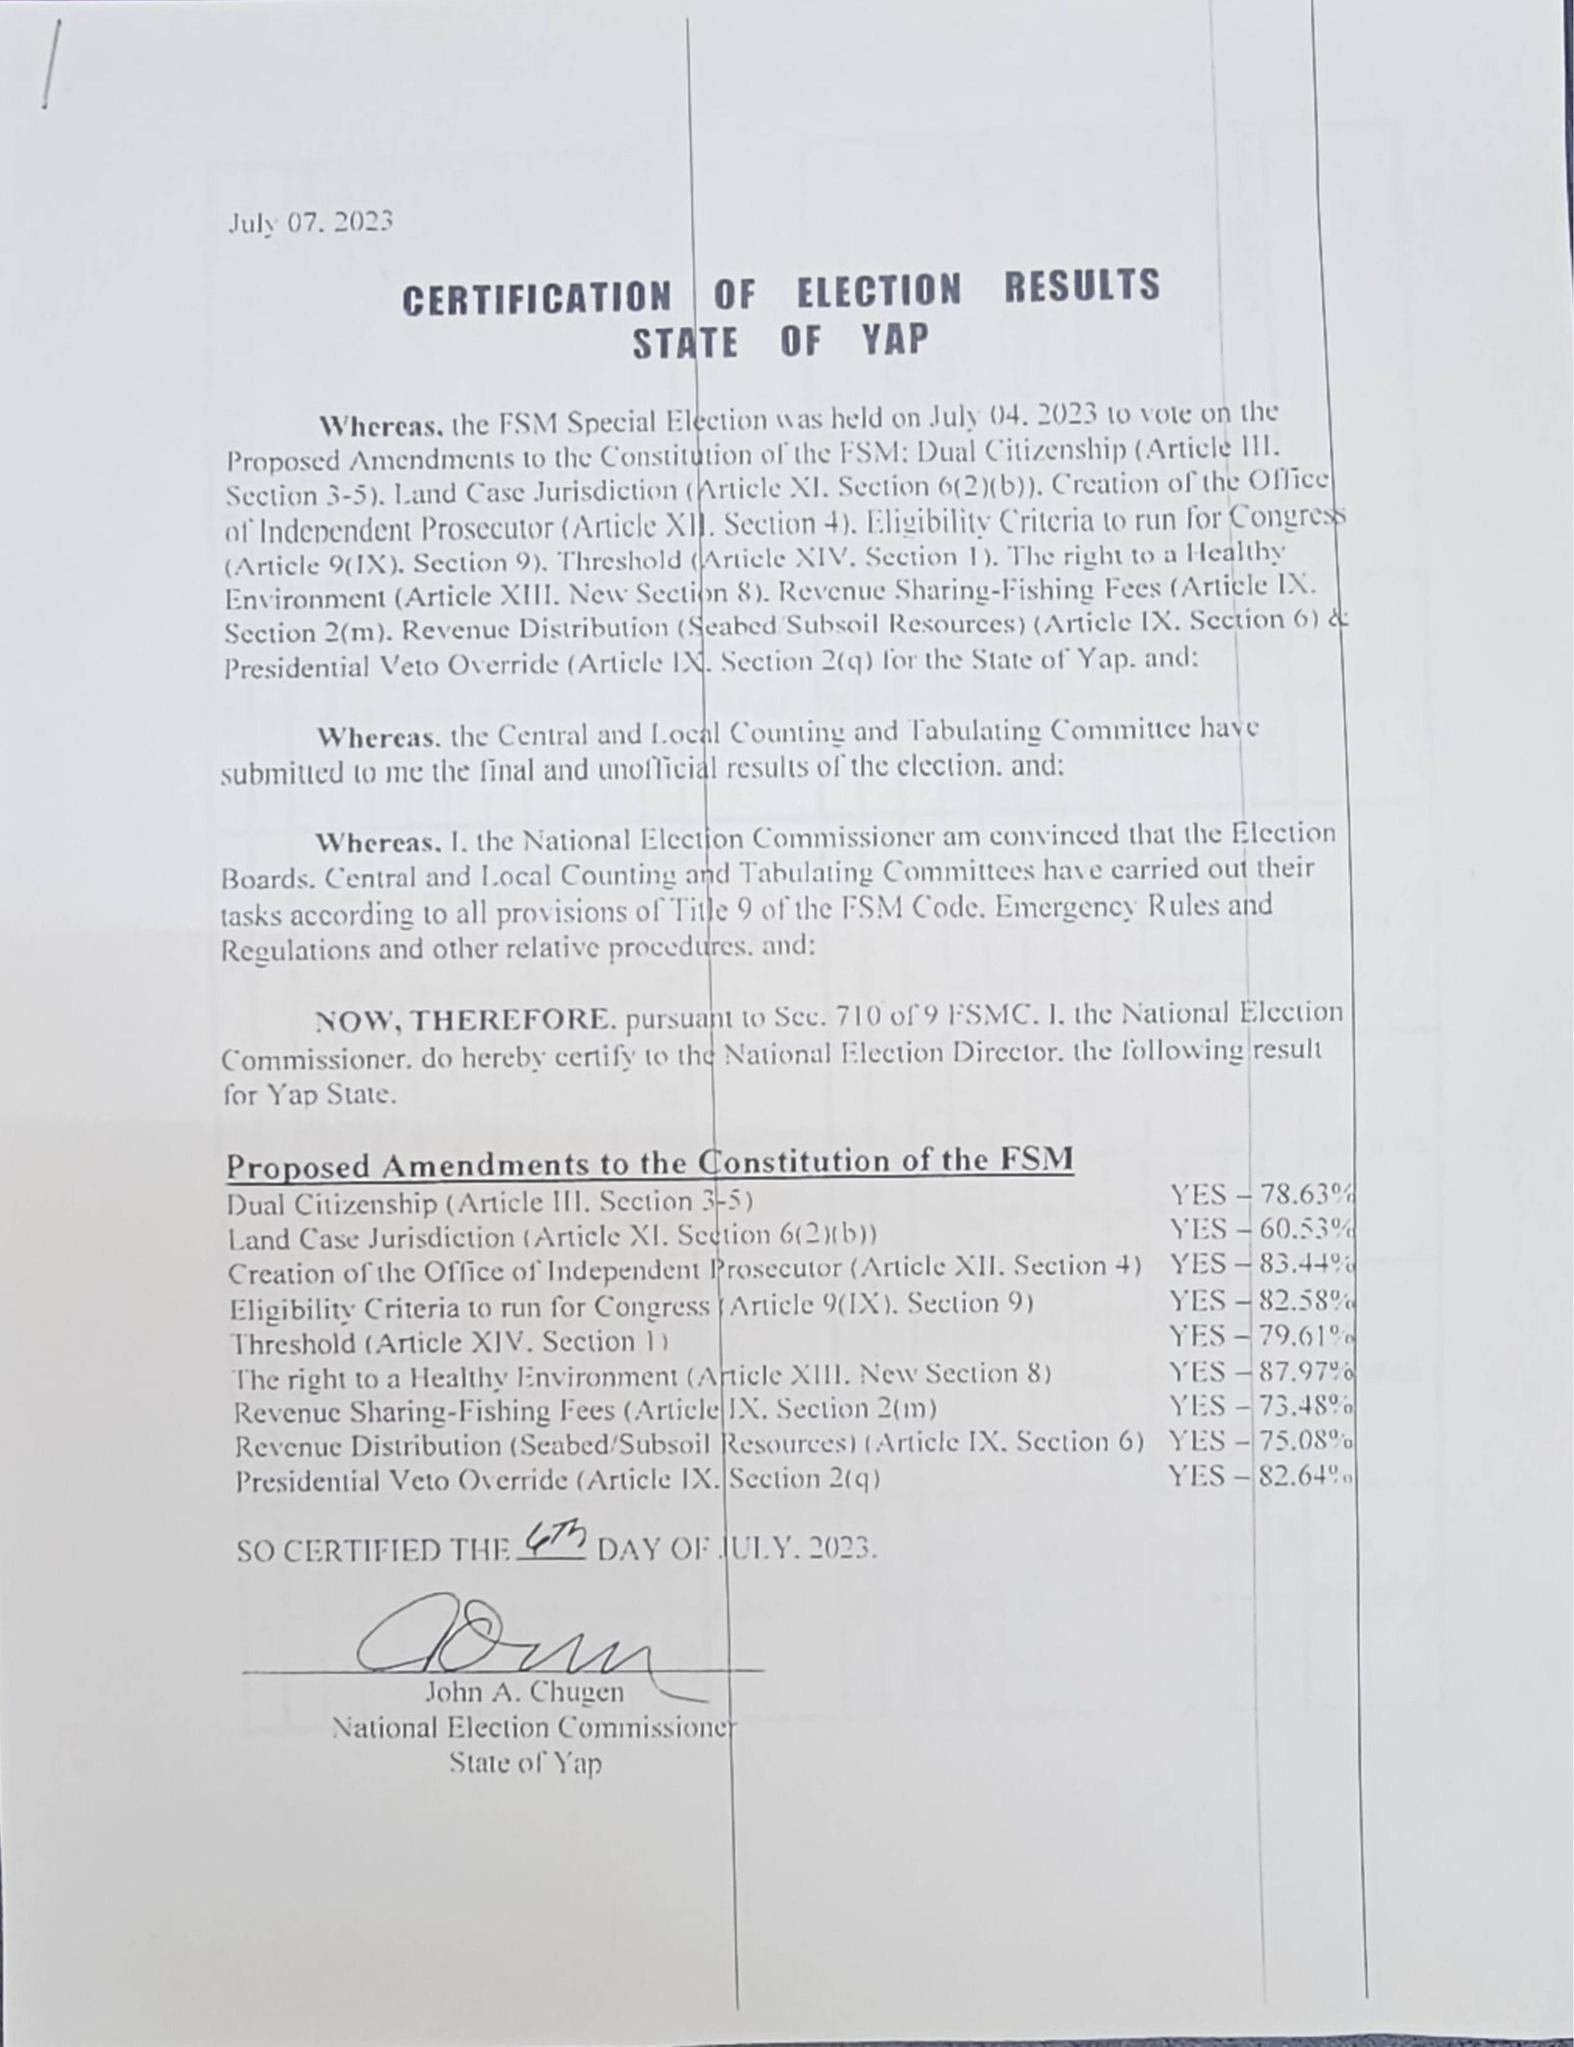 July 07, 2023
CERTIFICATION OF ELECTION RESULTS
STATE OF YAP
Whereas, the FSM Special Election was held on July 04, 2023 to vote on the
Proposed Amendments to the Constitution of the FSM: Dual Citizenship (Article III,
Section 3-5), Land Case Jurisdiction (Article XI, Section 6(2)(b)), Creation of the Office
of Independent Prosecutor (Article XII, Section 4), Eligibility Criteria to run for Congress
(Article 9(IX), Section 9), Threshold (Article XIV, Section 1), The right to a Healthy
Environment (Article XIII, New Section 8), Revenue Sharing-Fishing Fees (Article IX,
Section 2(m), Revenue Distribution (Seabed/Subsoil Resources) (Article IX, Section 6) &
Presidential Veto Override (Article IX, Section 2(q) for the State of Yap, and;
Whereas, the Central and Local Counting and Tabulating Committee have
submitted to me the final and unofficial results of the election, and;
Whereas, I, the National Election Commissioner am convinced that the Election
Boards, Central and Local Counting and Tabulating Committees have carried out their
tasks according to all provisions of Title 9 of the FSM Code, Emergency Rules and
Regulations and other relative procedures, and;
NOW, THEREFORE, pursuant to Sec. 710 of 9 FSMC, I, the National Election
Commissioner, do hereby certify to the National Election Director, the following result
for Yap State.
Proposed Amendments to the Constitution of the FSM
Dual Citizenship (Article III, Section 3-5) YES – 78.63%
Land Case Jurisdiction (Article XI, Section 6(2)(b)) YES – 60.53%
Creation of the Office of Independent Prosecutor (Article XII, Section 4) YES – 83.44%
Eligibility Criteria to run for Congress (Article 9(IX), Section 9) YES – 82.58%
Threshold (Article XIV, Section 1) YES – 79.61%
The right to a Healthy Environment (Article XIII, New Section 8) YES – 87.97%
Revenue Sharing-Fishing Fees (Article IX, Section 2(m) YES – 73.48%
Revenue Distribution (Seabed/Subsoil Resources) (Article IX, Section 6) YES – 75.08%
Presidential Veto Override (Article IX, Section 2(q) YES – 82.64%
SO CERTIFIED THE DAY OF JULY, 2023.
John A. Chugen
National Election Commissioner
State of Yap